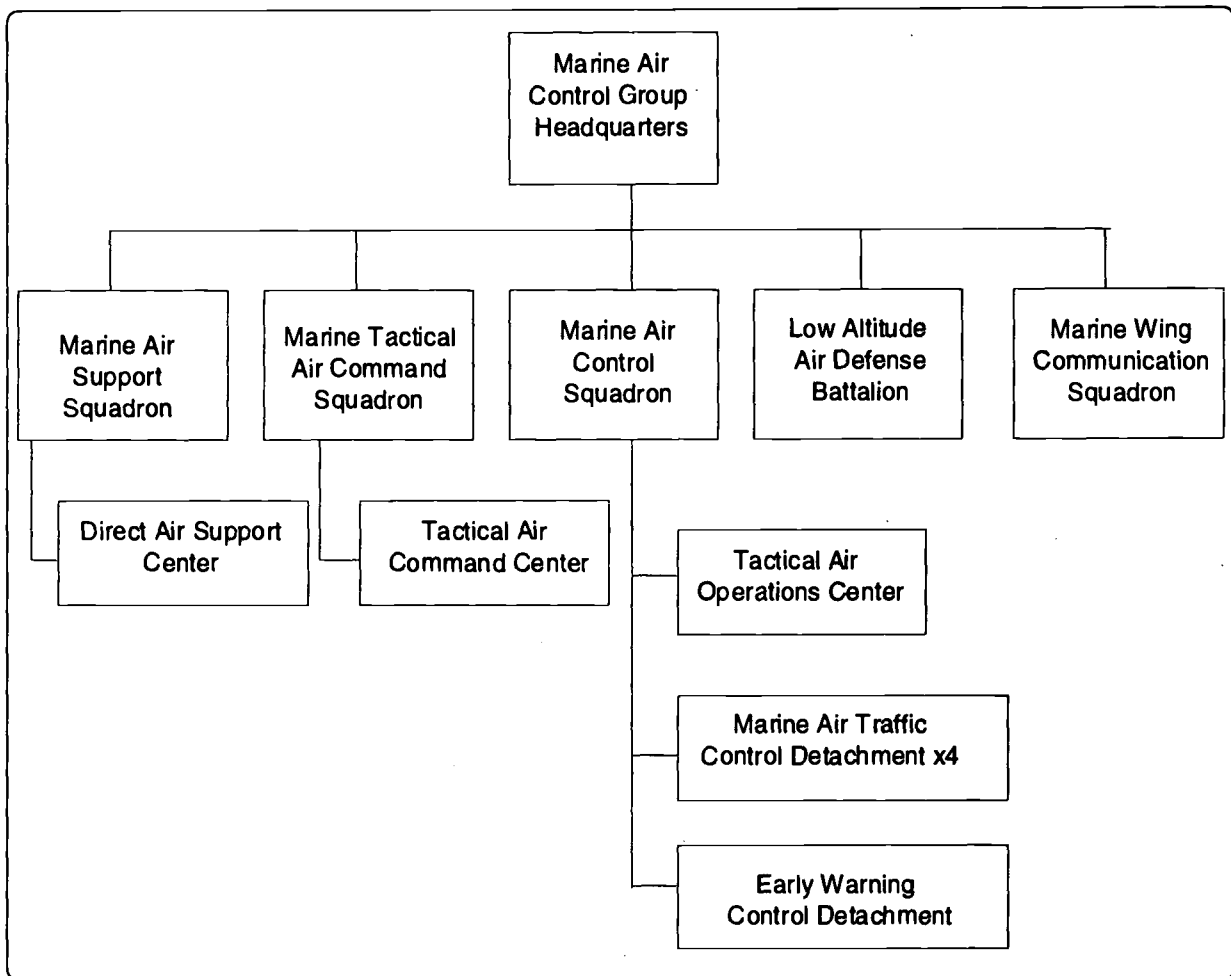 Marine Air
Control Group
Headquarters
Marine Air
Support
Squadron
Marine Tactical
Air Command
Squadron
Marine Air
Control
Squadron
Low Altitude
Air Defense
Battalion
Marine Wing
Communication
Squadron
Direct Air Support
Center
Tactical Air
Command Center
Tactical Air
Operations Center
Marine Air Traffic
Control Detachment x4
Early Warning
Control Detachment